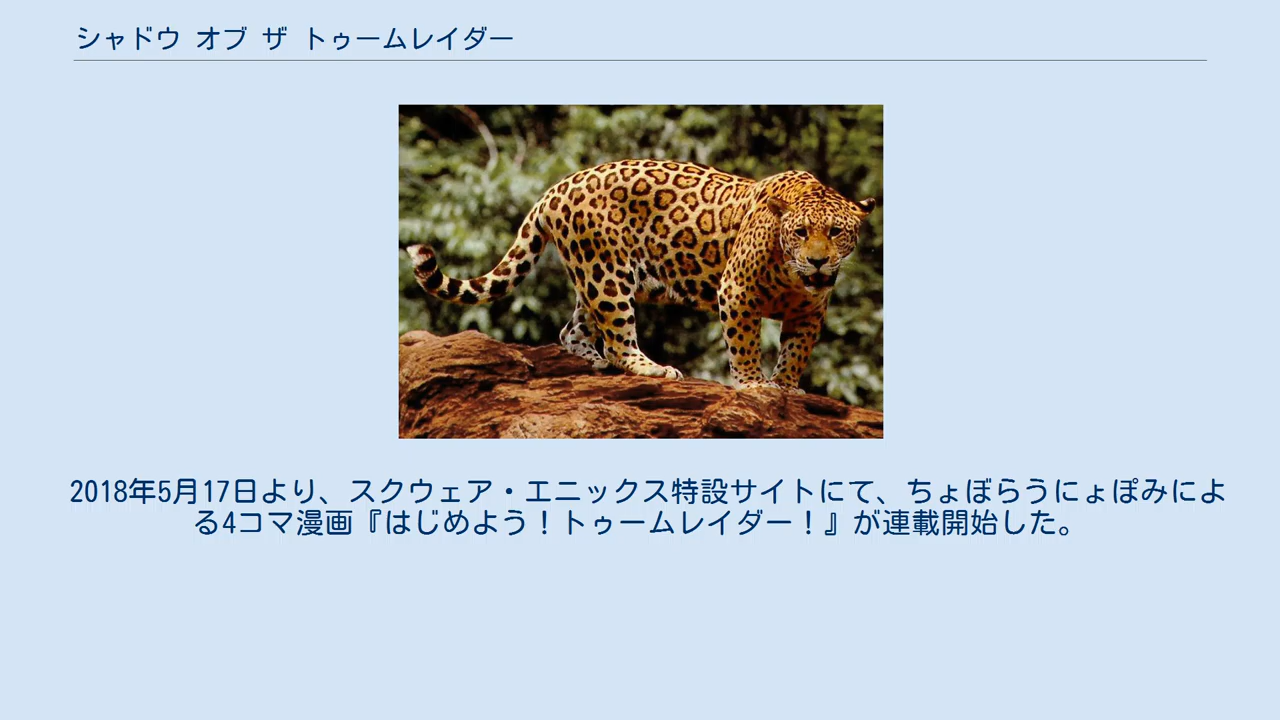 シャドウ オブ ザ トゥームレイダー
2018年5月17日より、スクウェア・エニックス特設サイトにて、ちょぼらうにょぽみによ
る4コマ漫画『はじめよう！トゥームレイダー！』が連載開始した。